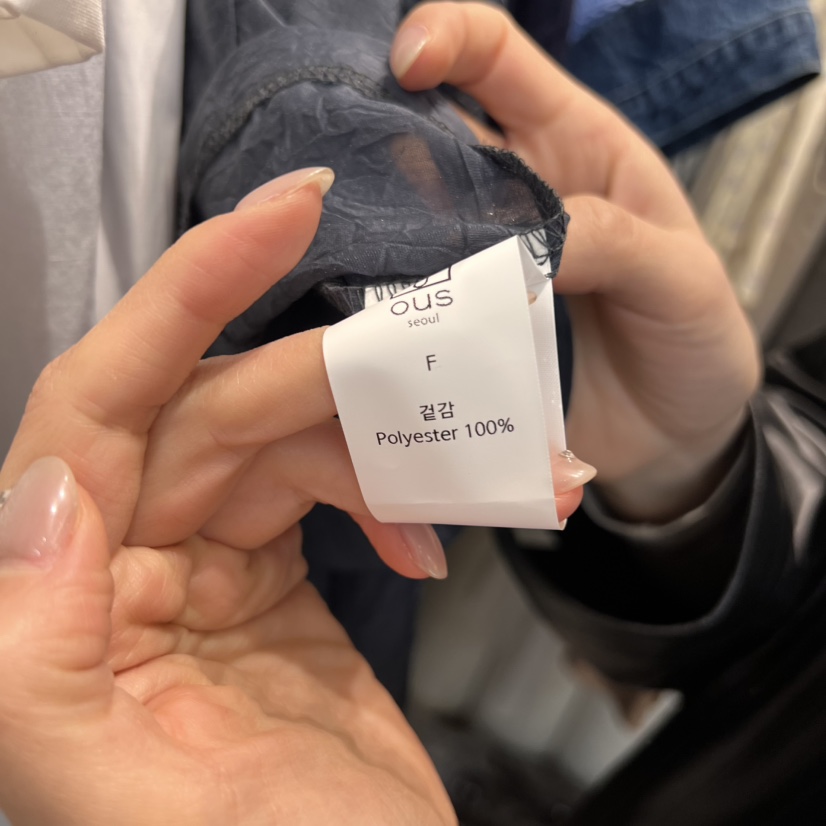 ous
seoul
F
겉감
Polyester 100%